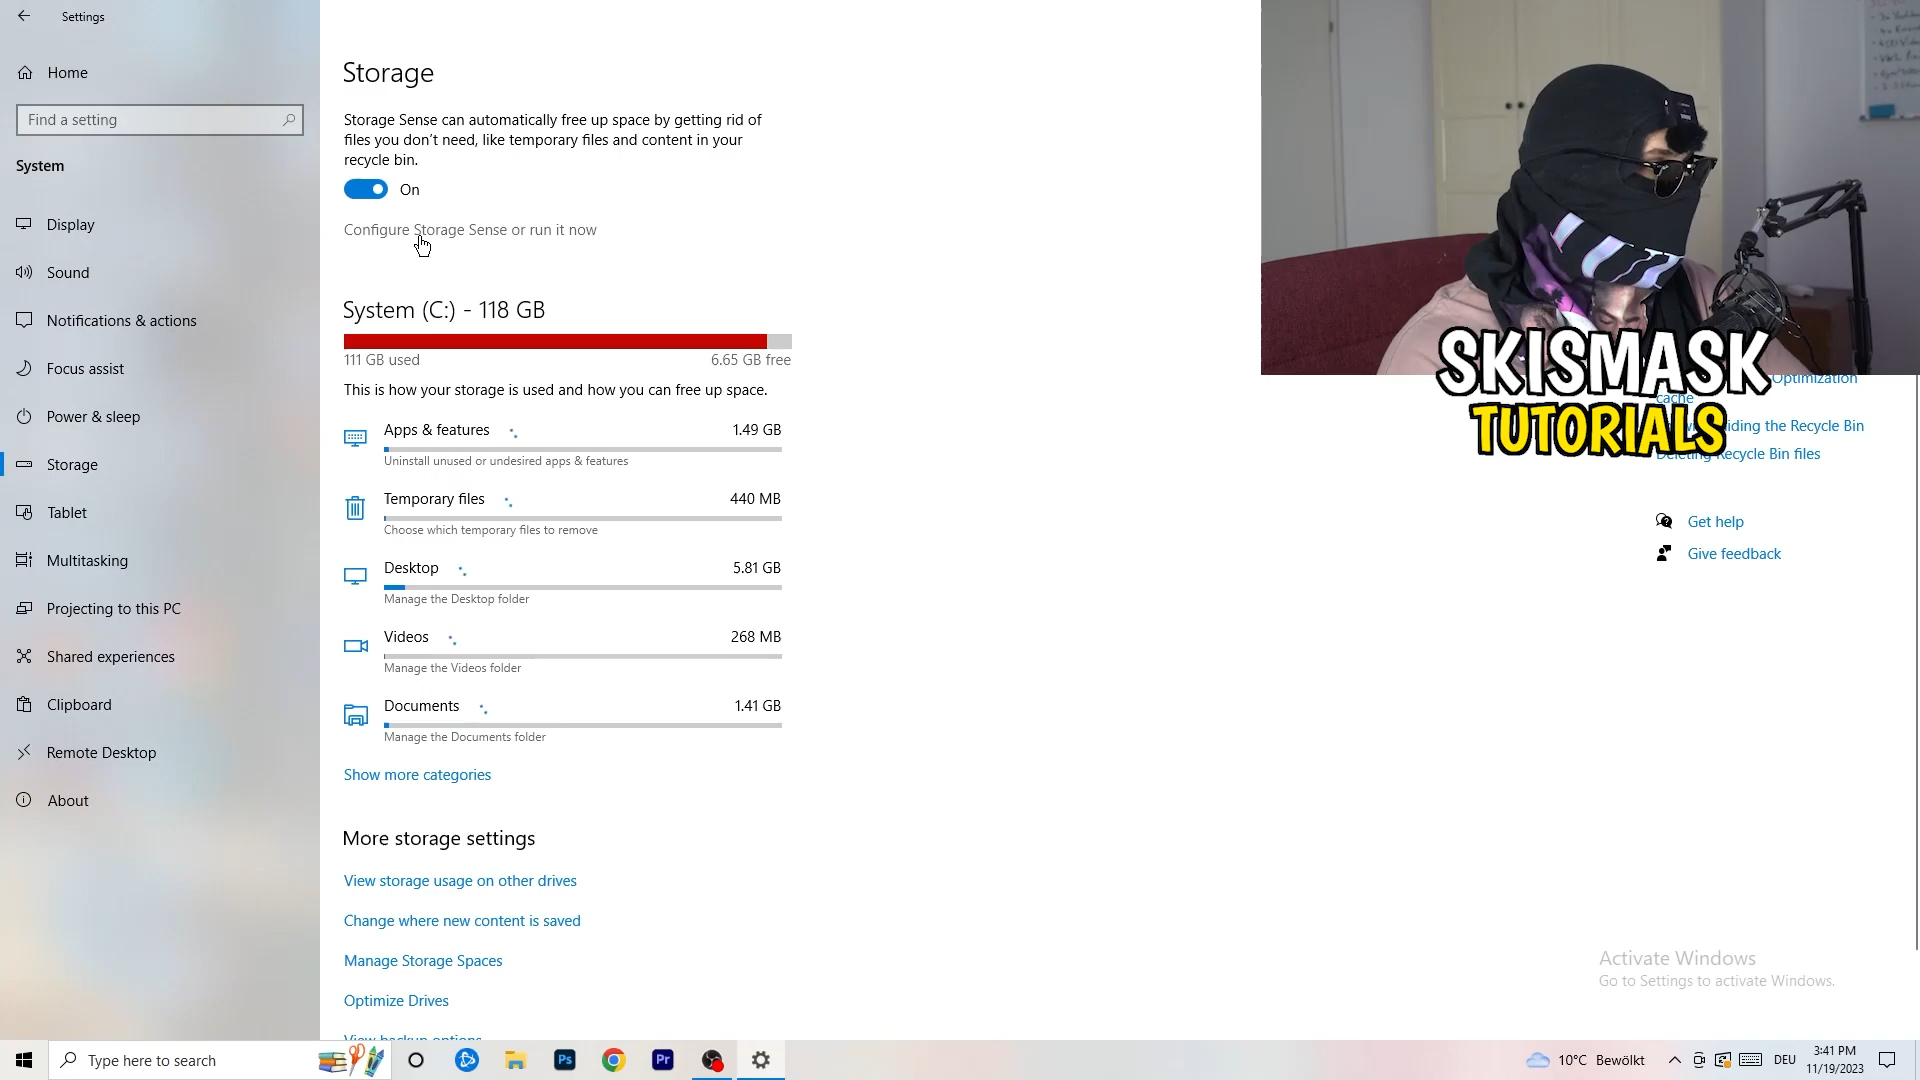 Settings
Home
Find a setting
System
Display
Sound
Notifications & actions
Focus assist
Power & sleep
Storage
Tablet
Multitasking
Projecting to this PC
Shared experiences
Clipboard
Remote Desktop
About
Storage
Storage Sense can automatically free up space by getting rid of
files you don't need, like temporary files and content in your
recycle bin.
On
Configure Storage Sense or run it now
System (C:) - 118 GB
111 GB used
6.65 GB free
This is how your storage is used and how you can free up space.
Apps & features
1.49 GB
Uninstall unused or undesired apps & features
Temporary files
440 MB
Choose which temporary files to remove
Desktop
5.81 GB
Manage the Desktop folder
Videos
268 MB
Manage the Videos folder
Documents
1.41 GB
Manage the Documents folder
Show more categories
More storage settings
View storage usage on other drives
Change where new content is saved
Manage Storage Spaces
Optimize Drives
View backup options
SKISMASK
TUTORIALS
Optimization
cache
the Recycle Bin
Deleting Recycle Bin files
Get help
Give feedback
Activate Windows
Go to Settings to activate Windows.
Type here to search
Ps
Pr
10°C Bewölkt
DEU
3:41 PM
11/19/2023